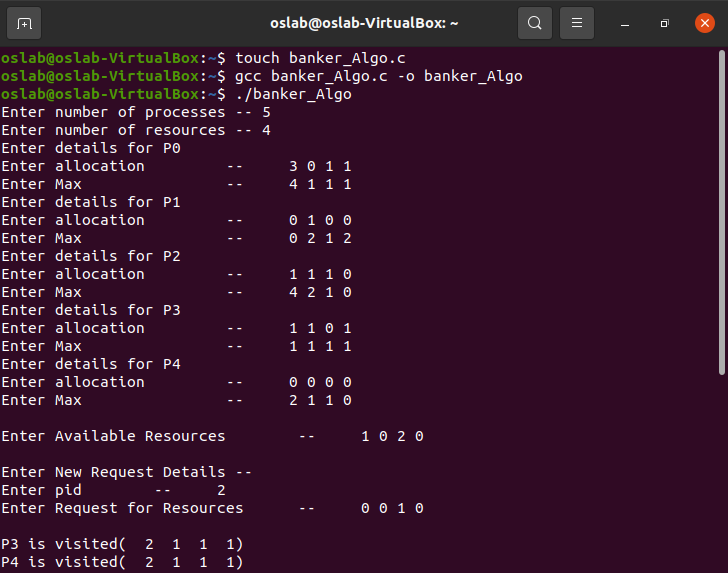 oslab@oslab-VirtualBox: ~
oslab@oslab-VirtualBox:~$ touch banker_Algo.c
oslab@oslab-VirtualBox:~$ gcc banker_Algo.c -o banker_Algo
oslab@oslab-VirtualBox:~$ ./banker_Algo
Enter number of processes -- 5
Enter number of resources -- 4
Enter details for P0
Enter allocation         --     3 0 1 1
Enter Max                --     4 1 1 1
Enter details for P1
Enter allocation         --     0 1 0 0
Enter Max                --     0 2 1 2
Enter details for P2
Enter allocation         --     1 1 1 0
Enter Max                --     4 2 1 0
Enter details for P3
Enter allocation         --     1 1 0 1
Enter Max                --     1 1 1 1
Enter details for P4
Enter allocation         --     0 0 0 0
Enter Max                --     2 1 1 0
Enter Available Resources        --     1 0 2 0
Enter New Request Details --
Enter pid        --     2
Enter Request for Resources      --     0 0 1 0
P3 is visited(  2  1  1  1)
P4 is visited(  2  1  1  1)